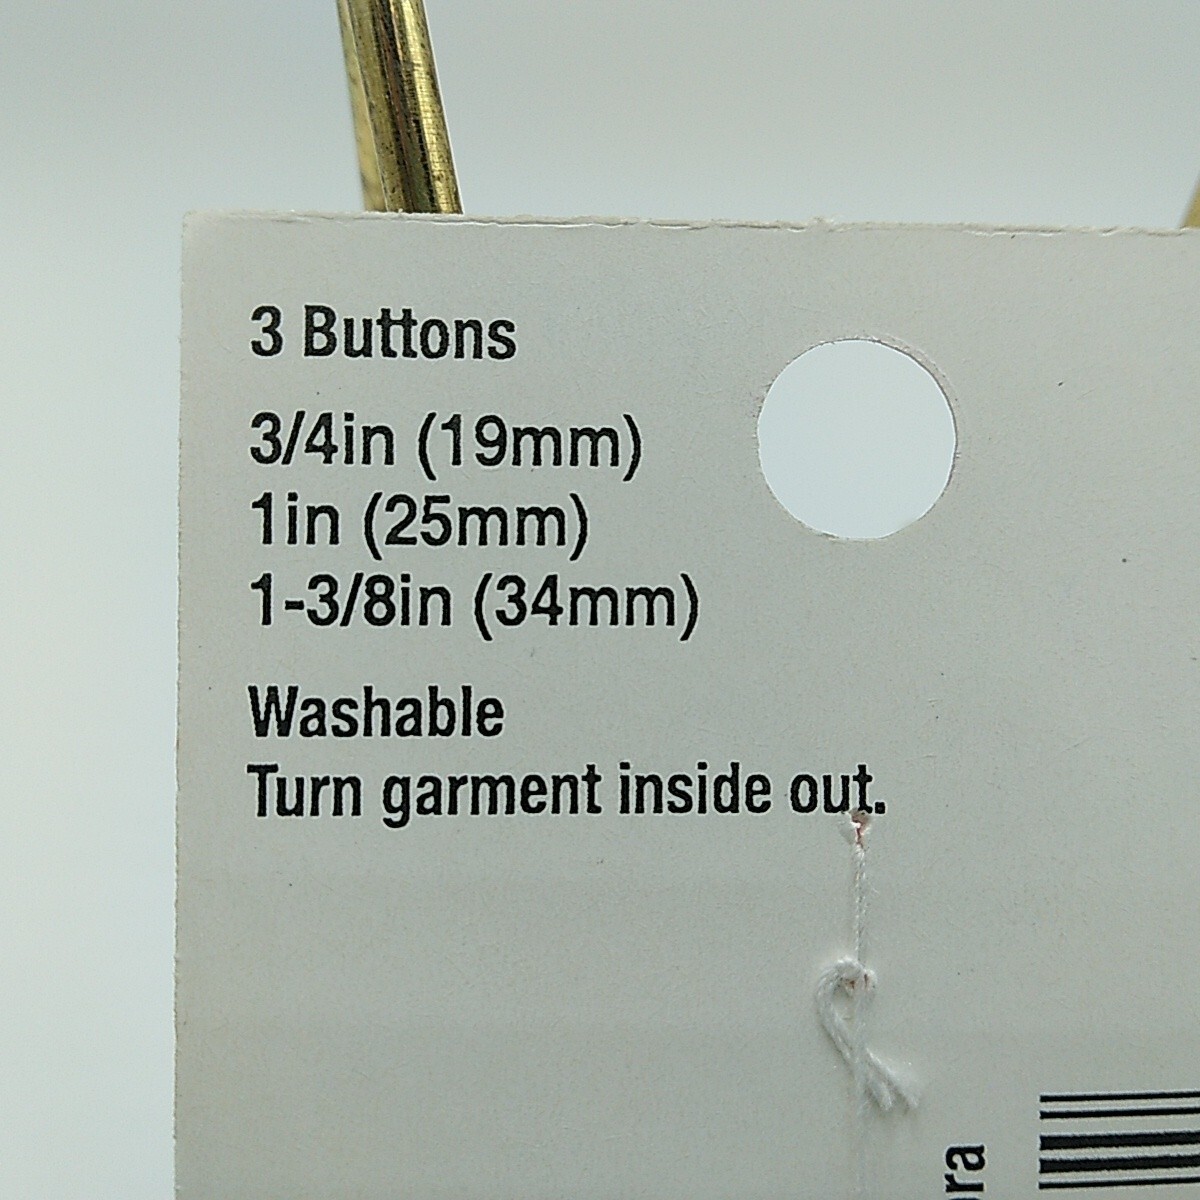 3 Buttons
3/4in (19mm)
1in (25mm)
1-3/8in (34mm)
Washable
Turn garment inside out.